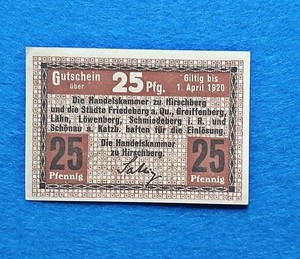 Gutschein über 25 Pfg. Giltig bis 1. April 1920
Die Handelskammer zu Hirschberg
und die Städte Friedeberg a. Qu., Greiffenberg,
Lähn, Löwenberg, Schmiedeberg i. R. und
Schönau a. Katzb. haften für die Einlösung.
Die Handelskammer
zu Hirschberg.
25 Pfennig
25 Pfennig